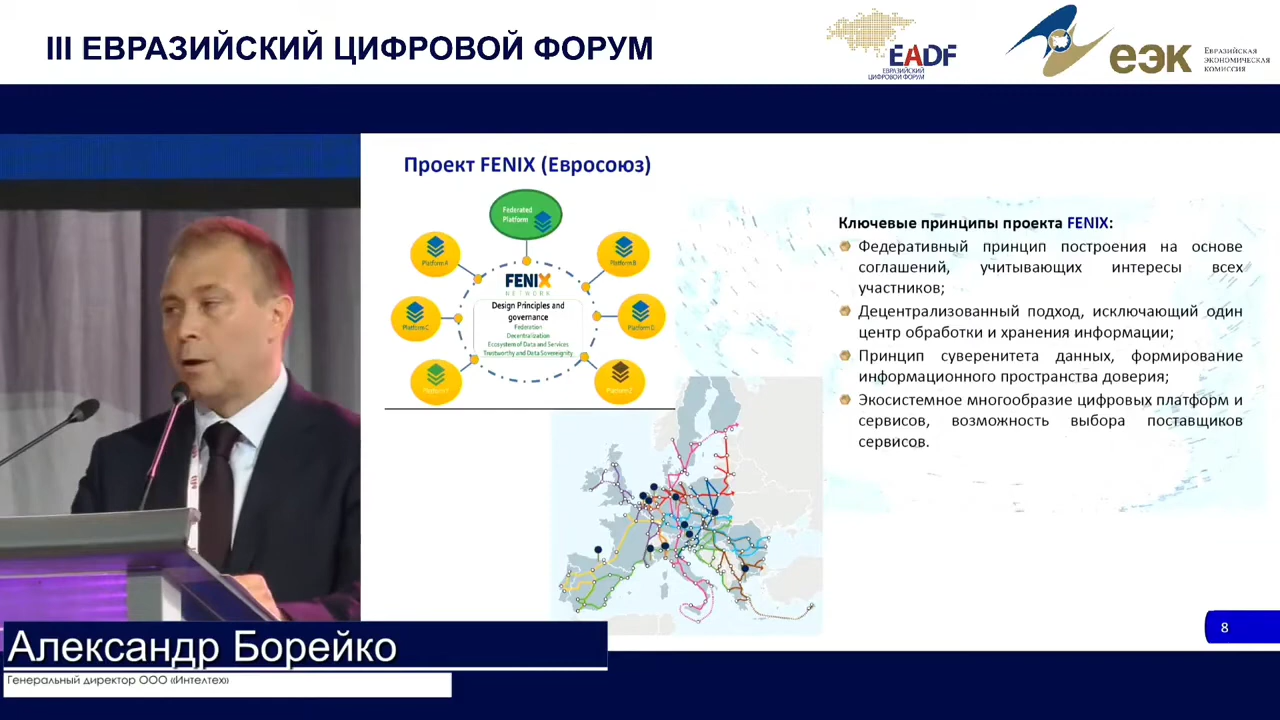 III ЕВРАЗИЙСКИЙ ЦИФРОВОЙ ФОРУМ
EADF
ЕВРАЗИЙСКИЙ
ЦИФРОВОЙ ФОРУМ
еэк
ЕВРАЗИЙСКАЯ
ЭКОНОМИЧЕСКАЯ
КОМИССИЯ
Проект FENIX (Евросоюз)
Federated
Platform
Platform A
Platform B
FENIX
NETWORK
Design Principles and
governance
Federation
Decentralization
Ecosystem of Data and Services
Trustworthy and Data Sovereignity
Platform C
Platform D
Ключевые принципы проекта FENIX:
Федеративный принцип построения на основе
соглашений, учитывающих интересы всех
участников;
Децентрализованный подход, исключающий один
центр обработки и хранения информации;
Принцип суверенитета данных, формирование
информационного пространства доверия;
Экосистемное многообразие цифровых платформ и
сервисов, возможность выбора поставщиков
сервисов.
8
Александр Борейко
Генеральный директор ООО «Интелтех»